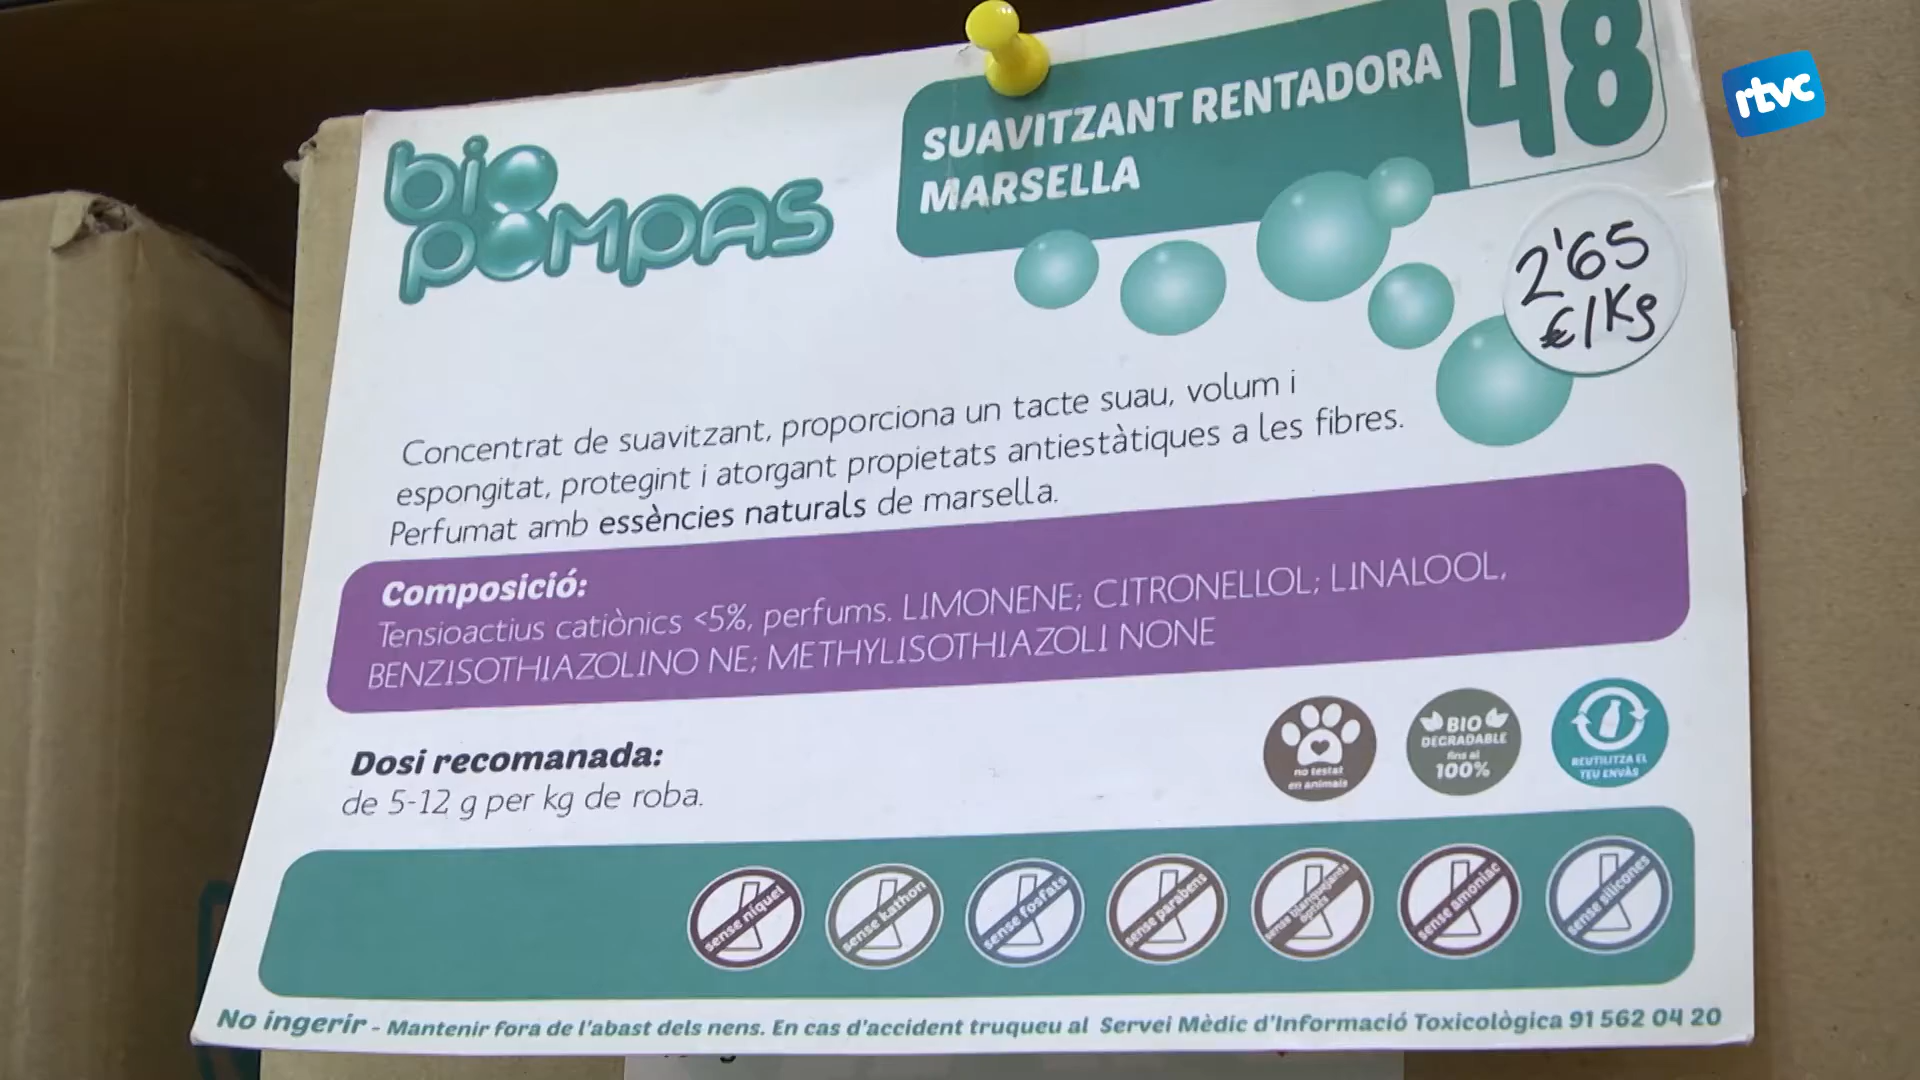 rtvc
bio
pompas
SUAVITZANT RENTADORA
MARSELLA
48
2'65
€/Kg
Concentrat de suavitzant, proporciona un tacte suau, volum i
espongitat, protegint i atorgant propietats antiestàtiques a les fibres.
Perfumat amb essències naturals de marsella.
Composició:
Tensioactius catiònics <5%, perfums. LIMONENE; CITRONELLOL; LINALOOL,
BENZISOTHIAZOLINO NE; METHYLISOTHIAZOLI NONE
Dosi recomanada:
de 5-12 g per kg de roba.
no testat
en animals
BIO
DEGRADABLE
fins al
100%
REUTILITZA EL
TEU ENVÀS
sense níquel
sense kathon
sense fosfats
sense parabens
sense blanquejants
òptics
sense amoniac
sense silicones
No ingerir - Mantenir fora de l'abast dels nens. En cas d'accident truqueu al Servei Mèdic d'Informació Toxicològica 91 562 04 20